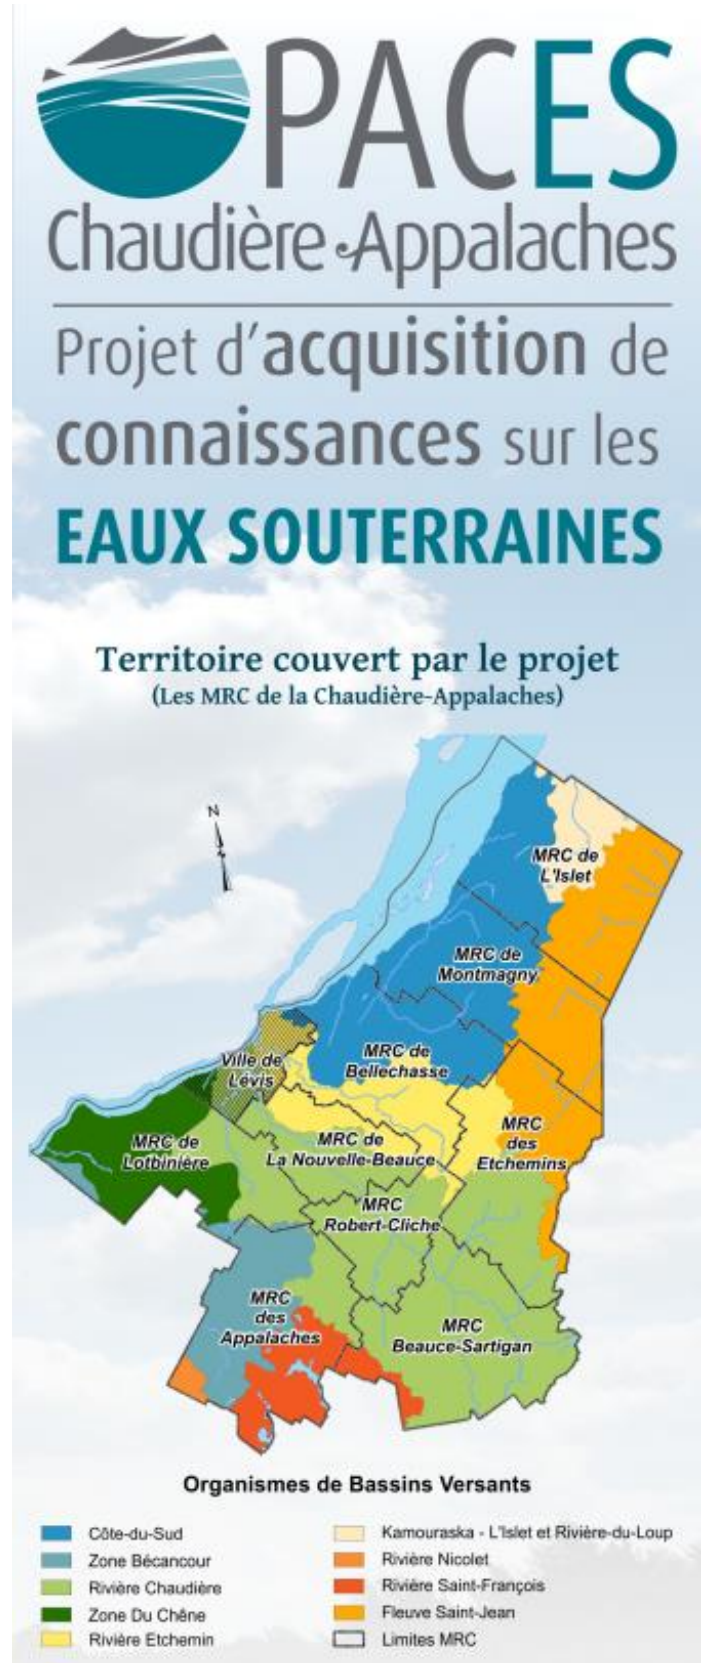 PACES
Chaudière-Appalaches
Projet d'acquisition de
connaissances sur les
EAUX SOUTERRAINES
Territoire couvert par le projet
(Les MRC de la Chaudière-Appalaches)
N
MRC de
L'Islet
MRC de
Montmagny
MRC de
Bellechasse
Ville de
Lévis
MRC
des
Etchemins
MRC de
Lotbinière
MRC de
La Nouvelle-Beauce
MRC
Robert-Cliche
MRC
des
Appalaches
MRC
Beauce-Sartigan
Organismes de Bassins Versants
Côte-du-Sud
Zone Bécancour
Rivière Chaudière
Zone Du Chêne
Rivière Etchemin
Kamouraska - L'Islet et Rivière-du-Loup
Rivière Nicolet
Rivière Saint-François
Fleuve Saint-Jean
Limites MRC